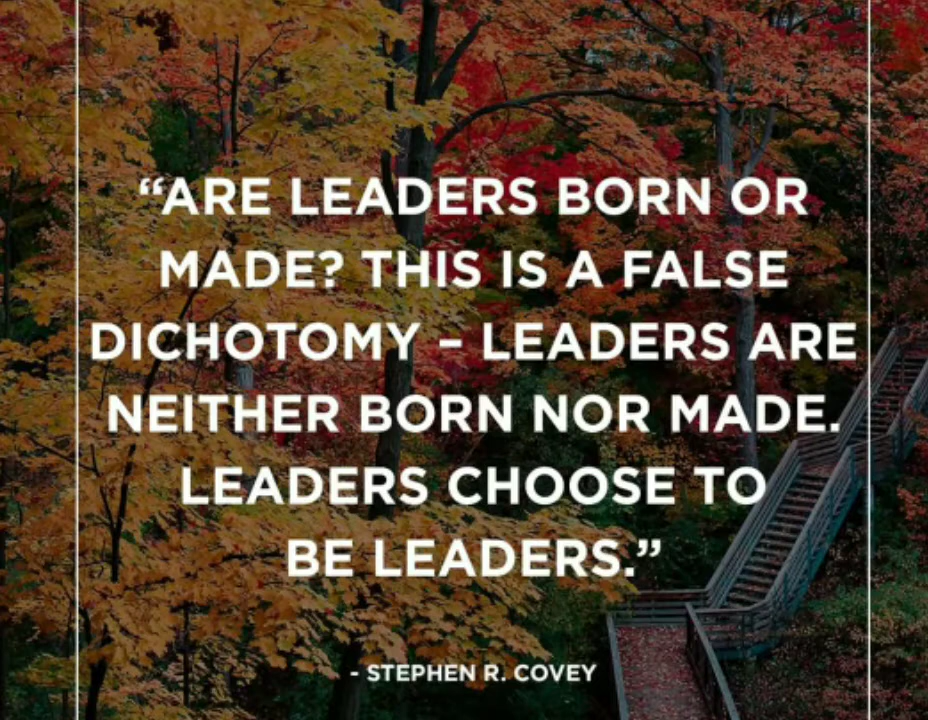 “ARE LEADERS BORN OR
MADE? THIS IS A FALSE
DICHOTOMY – LEADERS ARE
NEITHER BORN NOR MADE.
LEADERS CHOOSE TO
BE LEADERS.”
- STEPHEN R. COVEY